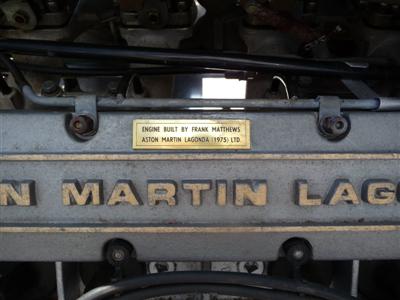 ENGINE BUILT BY FRANK MATTHEWS
ASTON MARTIN LAGONDA (1975) LTD.
N MARTIN LAG